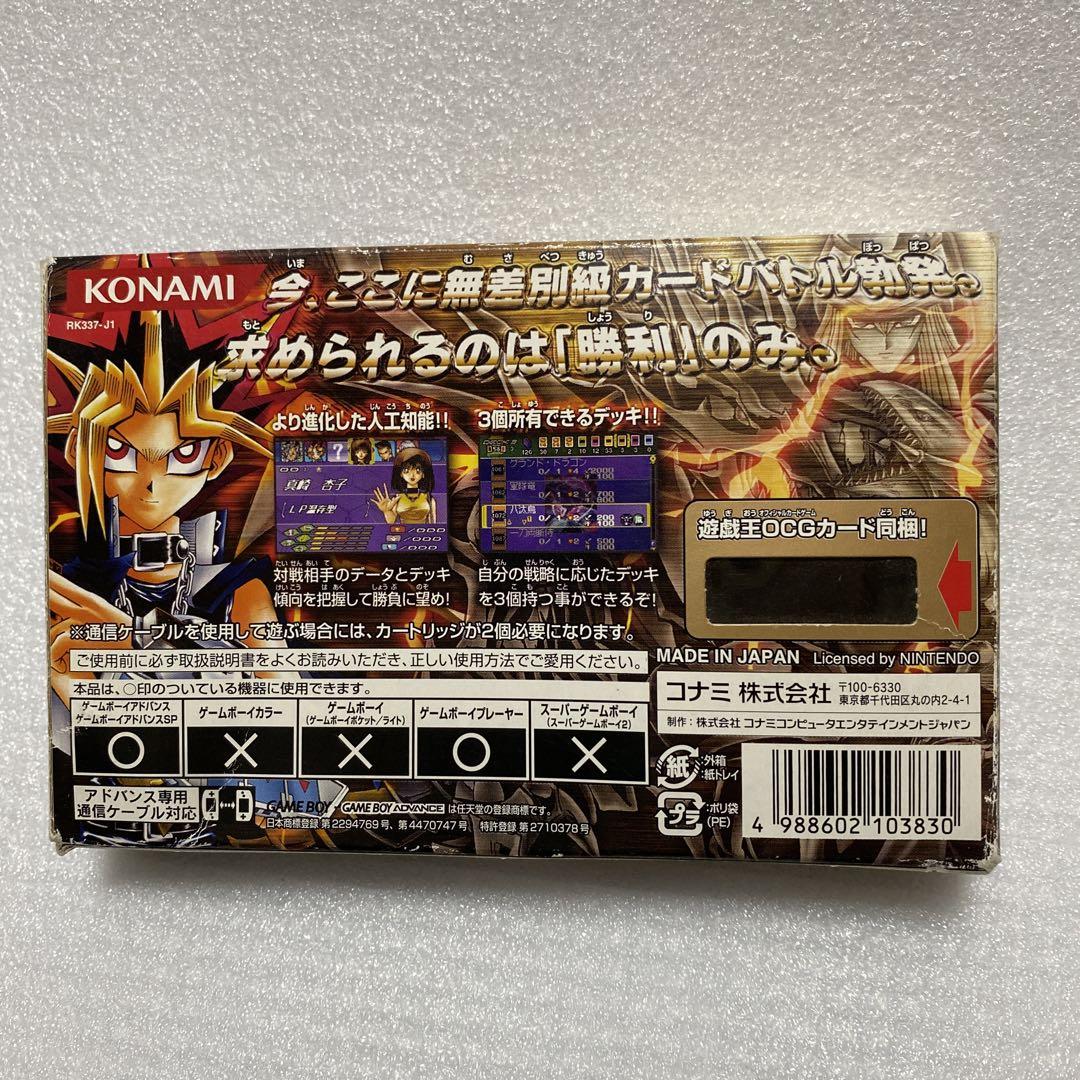 KONAMI
RK337-J1
今、ここに無差別級カードバトル勃発。
求められるのは「勝利」のみ。
より進化した人工知能!!
真崎 杏子
LP温存型
対戦相手のデータとデッキ
傾向を把握して勝負に望め!
3個所有できるデッキ!!
グランド・ドラゴン
八太烏
自分の戦略に応じたデッキ
を3個持つ事ができるぞ!
遊戯王OCGカード同梱!
※通信ケーブルを使用して遊ぶ場合には、カートリッジが2個必要になります。
ご使用前に必ず取扱説明書をよくお読みいただき、正しい使用方法でご愛用ください。
本品は、○印のついている機器に使用できます。
ゲームボーイアドバンス
ゲームボーイアドバンスSP
○
ゲームボーイカラー
×
ゲームボーイ
(ゲームボーイポケット/ライト)
×
ゲームボーイプレーヤー
○
スーパーゲームボーイ
(スーパーゲームボーイ2)
×
アドバンス専用
通信ケーブル対応
GAME BOY・GAME BOY ADVANCE は任天堂の登録商標です。
日本商標登録 第2294769号、第4470747号 特許登録 第2710378号
MADE IN JAPAN Licensed by NINTENDO
コナミ 株式会社 〒100-6330
東京都千代田区丸の内2-4-1
制作:株式会社 コナミコンピュータエンタテインメントジャパン
紙 :外箱
:紙トレイ
プラ :ポリ袋
(PE)
4 988602 103830